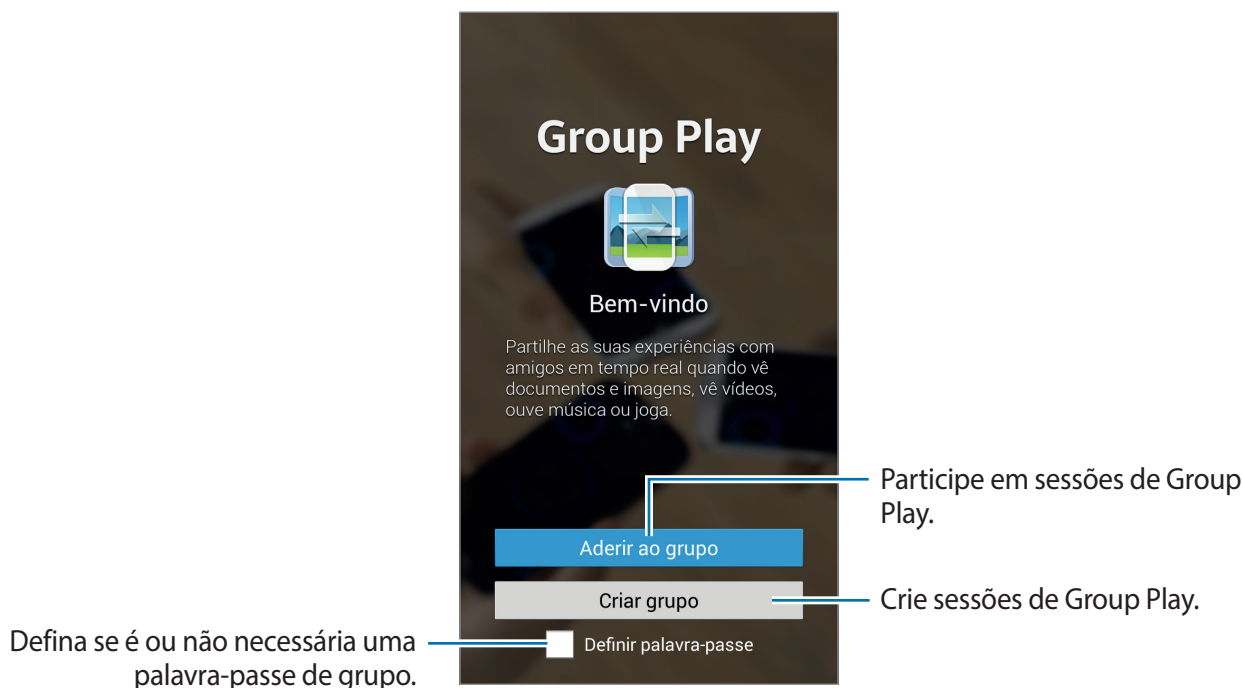 Group Play
Bem-vindo
Partilhe as suas experiências com
amigos em tempo real quando vê
documentos e imagens, vê vídeos,
ouve música ou joga.
Participe em sessões de Group
Play.
Aderir ao grupo
Criar grupo
Crie sessões de Group Play.
Defina se é ou não necessária uma
palavra-passe de grupo.
Definir palavra-passe